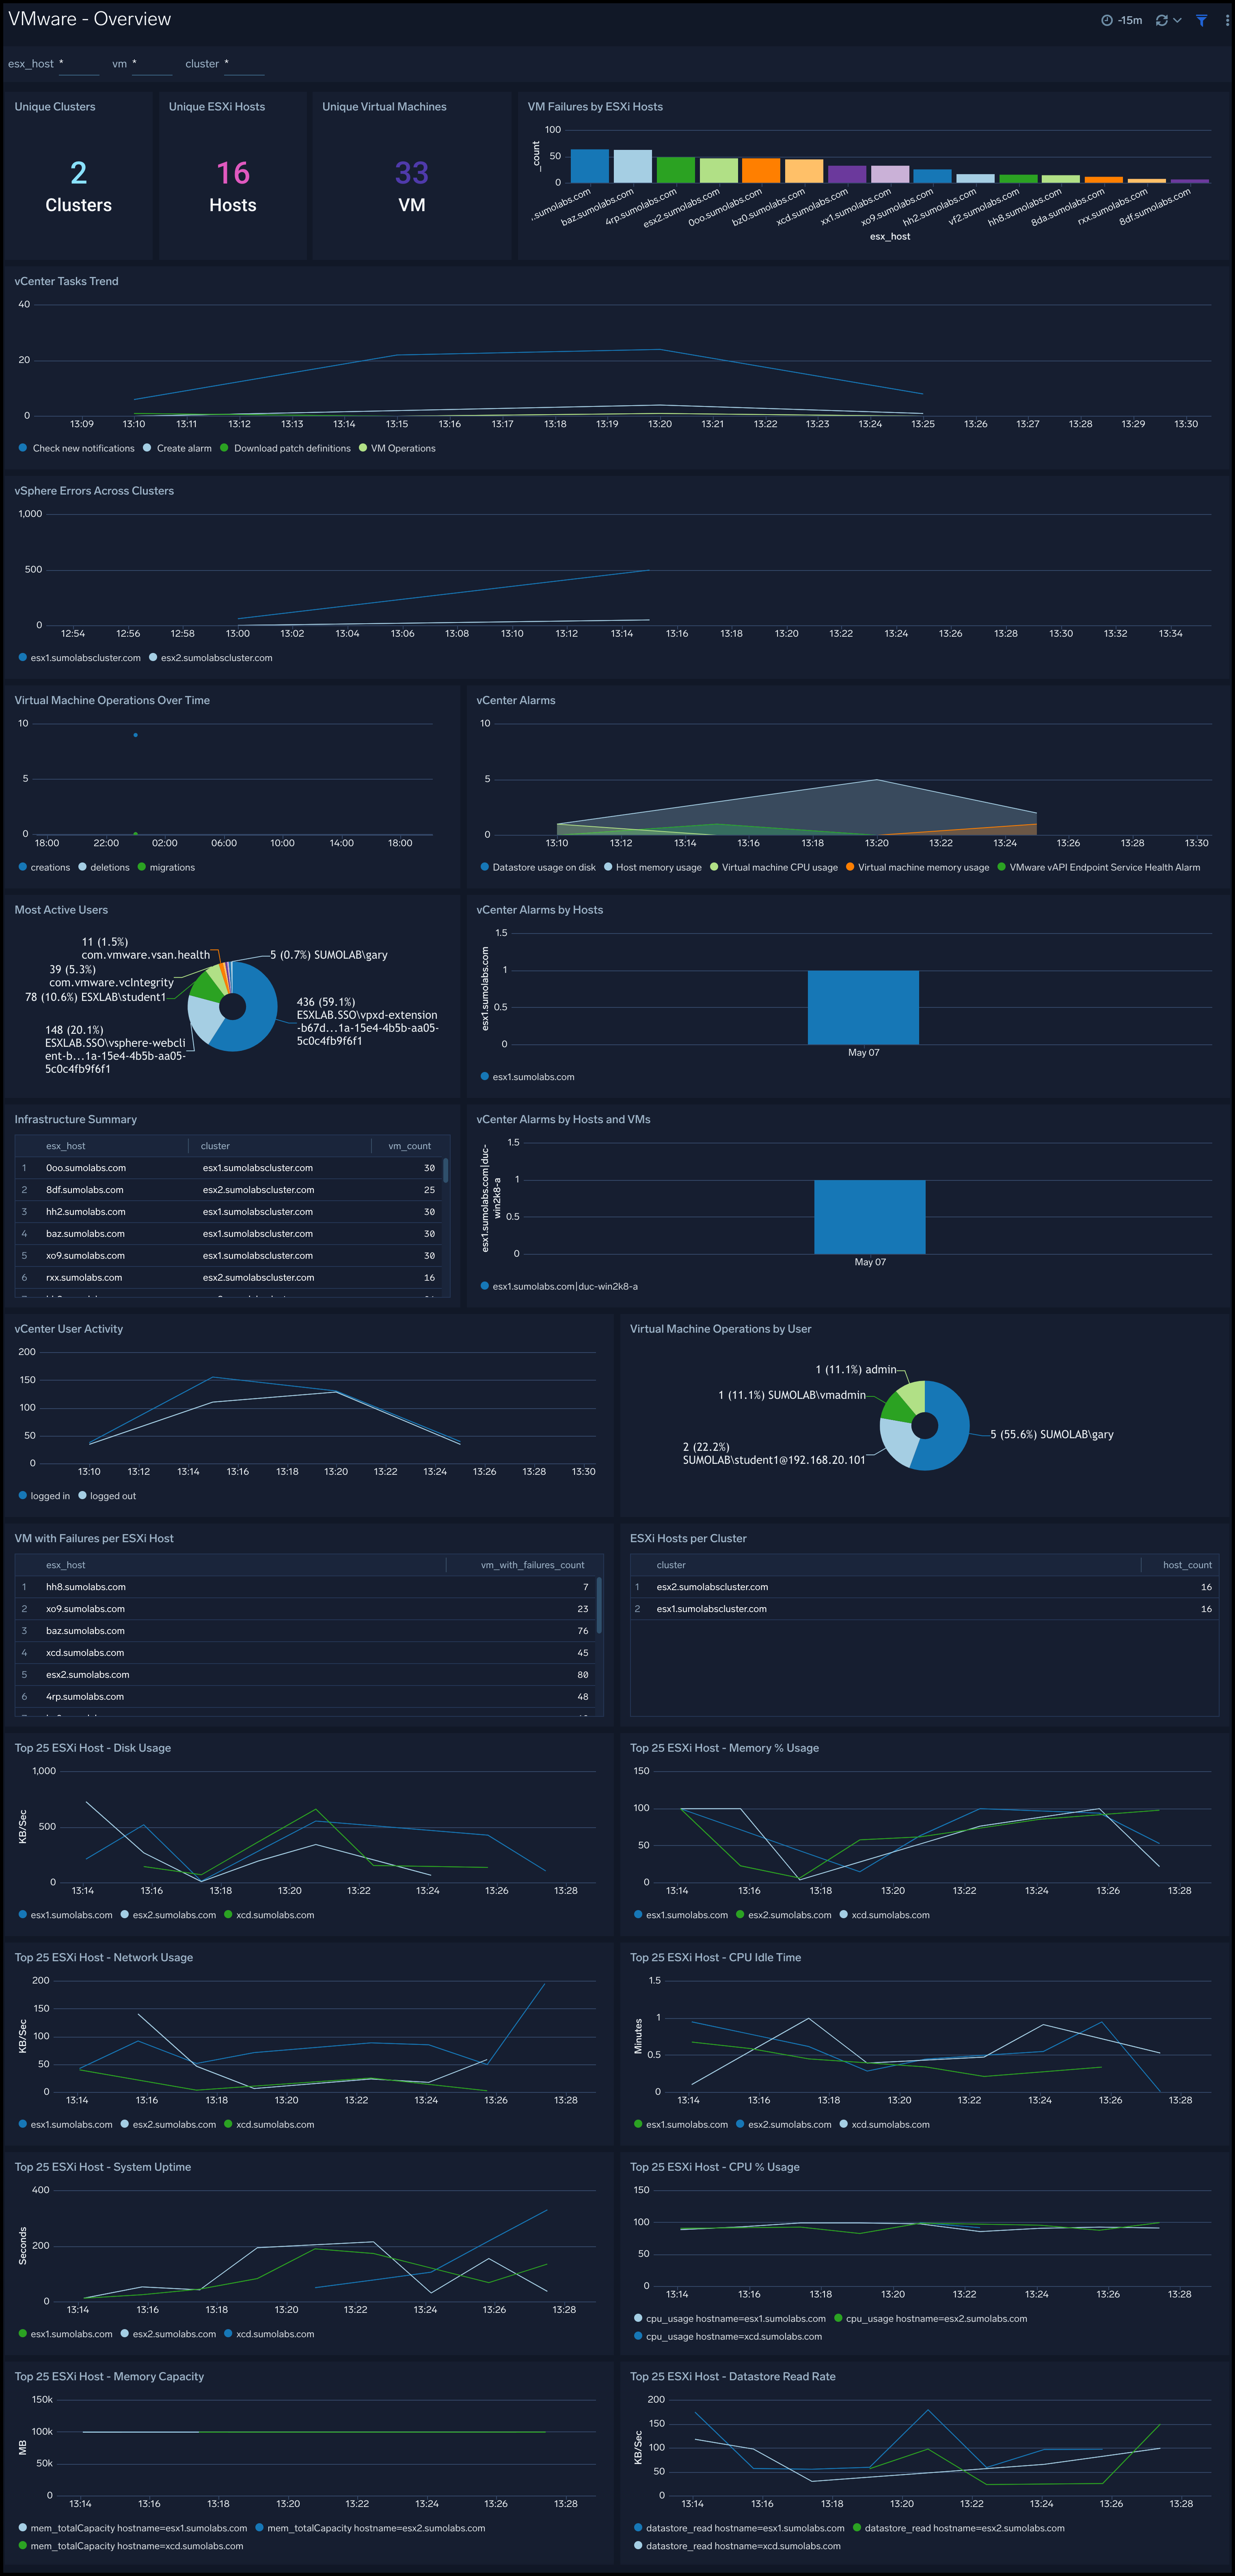 VMware - Overview
-15m
esx_host * vm * cluster *
Unique Clusters
2
Clusters
Unique ESXi Hosts
16
Hosts
Unique Virtual Machines
33
VM
VM Failures by ESXi Hosts
_count
100
50
0
.sumolabs.com
baz.sumolabs.com
4rp.sumolabs.com
esx2.sumolabs.com
0oo.sumolabs.com
bz0.sumolabs.com
xcd.sumolabs.com
xx1.sumolabs.com
xo9.sumolabs.com
hh2.sumolabs.com
vf2.sumolabs.com
hh8.sumolabs.com
8da.sumolabs.com
rxx.sumolabs.com
8df.sumolabs.com
esx_host
vCenter Tasks Trend
40
20
0
13:09 13:10 13:11 13:12 13:13 13:14 13:15 13:16 13:17 13:18 13:19 13:20 13:21 13:22 13:23 13:24 13:25 13:26 13:27 13:28 13:29 13:30
Check new notifications Create alarm Download patch definitions VM Operations
vSphere Errors Across Clusters
1,000
500
0
12:54 12:56 12:58 13:00 13:02 13:04 13:06 13:08 13:10 13:12 13:14 13:16 13:18 13:20 13:22 13:24 13:26 13:28 13:30 13:32 13:34
esx1.sumolabscluster.com esx2.sumolabscluster.com
Virtual Machine Operations Over Time
10
5
0
18:00 22:00 02:00 06:00 10:00 14:00 18:00
creations deletions migrations
vCenter Alarms
10
5
0
13:10 13:12 13:14 13:16 13:18 13:20 13:22 13:24 13:26 13:28 13:30
Datastore usage on disk Host memory usage Virtual machine CPU usage Virtual machine memory usage VMware vAPI Endpoint Service Health Alarm
Most Active Users
11 (1.5%)
com.vmware.vsan.health
5 (0.7%) SUMOLAB\gary
39 (5.3%)
com.vmware.vcIntegrity
78 (10.6%) ESXLAB\student1
436 (59.1%)
ESXLAB.SSO\vpxd-extension
-b67d...1a-15e4-4b5b-aa05-
5c0c4fb9f6f1
148 (20.1%)
ESXLAB.SSO\vsphere-webcli
ent-b...1a-15e4-4b5b-aa05-
5c0c4fb9f6f1
vCenter Alarms by Hosts
esx1.sumolabs.com
1.5
1
0.5
0
May 07
esx1.sumolabs.com
Infrastructure Summary
esx_host cluster vm_count
1 0oo.sumolabs.com esx1.sumolabscluster.com 30
2 8df.sumolabs.com esx2.sumolabscluster.com 25
3 hh2.sumolabs.com esx1.sumolabscluster.com 30
4 baz.sumolabs.com esx1.sumolabscluster.com 30
5 xo9.sumolabs.com esx1.sumolabscluster.com 30
6 rxx.sumolabs.com esx2.sumolabscluster.com 16
vCenter Alarms by Hosts and VMs
esx1.sumolabs.com|duc-
win2k8-a
1.5
1
0.5
0
May 07
esx1.sumolabs.com|duc-win2k8-a
vCenter User Activity
200
150
100
50
0
13:10 13:12 13:14 13:16 13:18 13:20 13:22 13:24 13:26 13:28 13:30
logged in logged out
Virtual Machine Operations by User
1 (11.1%) admin
1 (11.1%) SUMOLAB\vmadmin
5 (55.6%) SUMOLAB\gary
2 (22.2%)
SUMOLAB\student1@192.168.20.101
VM with Failures per ESXi Host
esx_host vm_with_failures_count
1 hh8.sumolabs.com 7
2 xo9.sumolabs.com 23
3 baz.sumolabs.com 76
4 xcd.sumolabs.com 45
5 esx2.sumolabs.com 80
6 4rp.sumolabs.com 48
ESXi Hosts per Cluster
cluster host_count
1 esx2.sumolabscluster.com 16
2 esx1.sumolabscluster.com 16
Top 25 ESXi Host - Disk Usage
KB/Sec
1,000
500
0
13:14 13:16 13:18 13:20 13:22 13:24 13:26 13:28
esx1.sumolabs.com esx2.sumolabs.com xcd.sumolabs.com
Top 25 ESXi Host - Memory % Usage
150
100
50
0
13:14 13:16 13:18 13:20 13:22 13:24 13:26 13:28
esx1.sumolabs.com esx2.sumolabs.com xcd.sumolabs.com
Top 25 ESXi Host - Network Usage
KB/Sec
200
150
100
50
0
13:14 13:16 13:18 13:20 13:22 13:24 13:26 13:28
esx1.sumolabs.com esx2.sumolabs.com xcd.sumolabs.com
Top 25 ESXi Host - CPU Idle Time
Minutes
1.5
1
0.5
0
13:14 13:16 13:18 13:20 13:22 13:24 13:26 13:28
esx1.sumolabs.com esx2.sumolabs.com xcd.sumolabs.com
Top 25 ESXi Host - System Uptime
Seconds
400
200
0
13:14 13:16 13:18 13:20 13:22 13:24 13:26 13:28
esx1.sumolabs.com esx2.sumolabs.com xcd.sumolabs.com
Top 25 ESXi Host - CPU % Usage
150
100
50
0
13:14 13:16 13:18 13:20 13:22 13:24 13:26 13:28
cpu_usage hostname=esx1.sumolabs.com cpu_usage hostname=esx2.sumolabs.com
cpu_usage hostname=xcd.sumolabs.com
Top 25 ESXi Host - Memory Capacity
MB
150k
100k
50k
0
13:14 13:16 13:18 13:20 13:22 13:24 13:26 13:28
mem_totalCapacity hostname=esx1.sumolabs.com mem_totalCapacity hostname=esx2.sumolabs.com
mem_totalCapacity hostname=xcd.sumolabs.com
Top 25 ESXi Host - Datastore Read Rate
KB/Sec
200
150
100
50
0
13:14 13:16 13:18 13:20 13:22 13:24 13:26 13:28
datastore_read hostname=esx1.sumolabs.com datastore_read hostname=esx2.sumolabs.com
datastore_read hostname=xcd.sumolabs.com